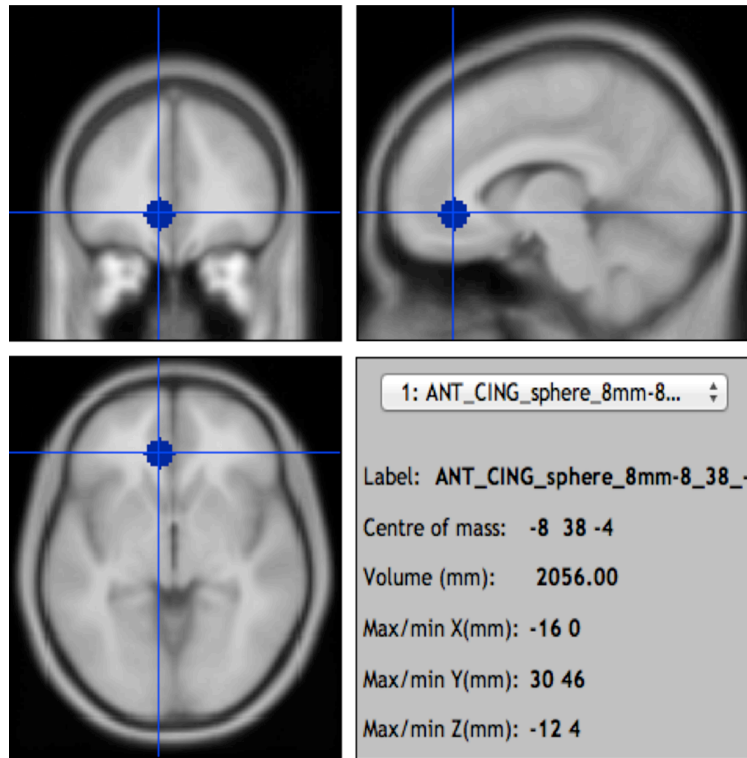 1: ANT_CING_sphere_8mm-8...
Label: ANT_CING_sphere_8mm-8_38_-
Centre of mass: -8 38 -4
Volume (mm): 2056.00
Max/min X(mm): -16 0
Max/min Y(mm): 30 46
Max/min Z(mm): -12 4